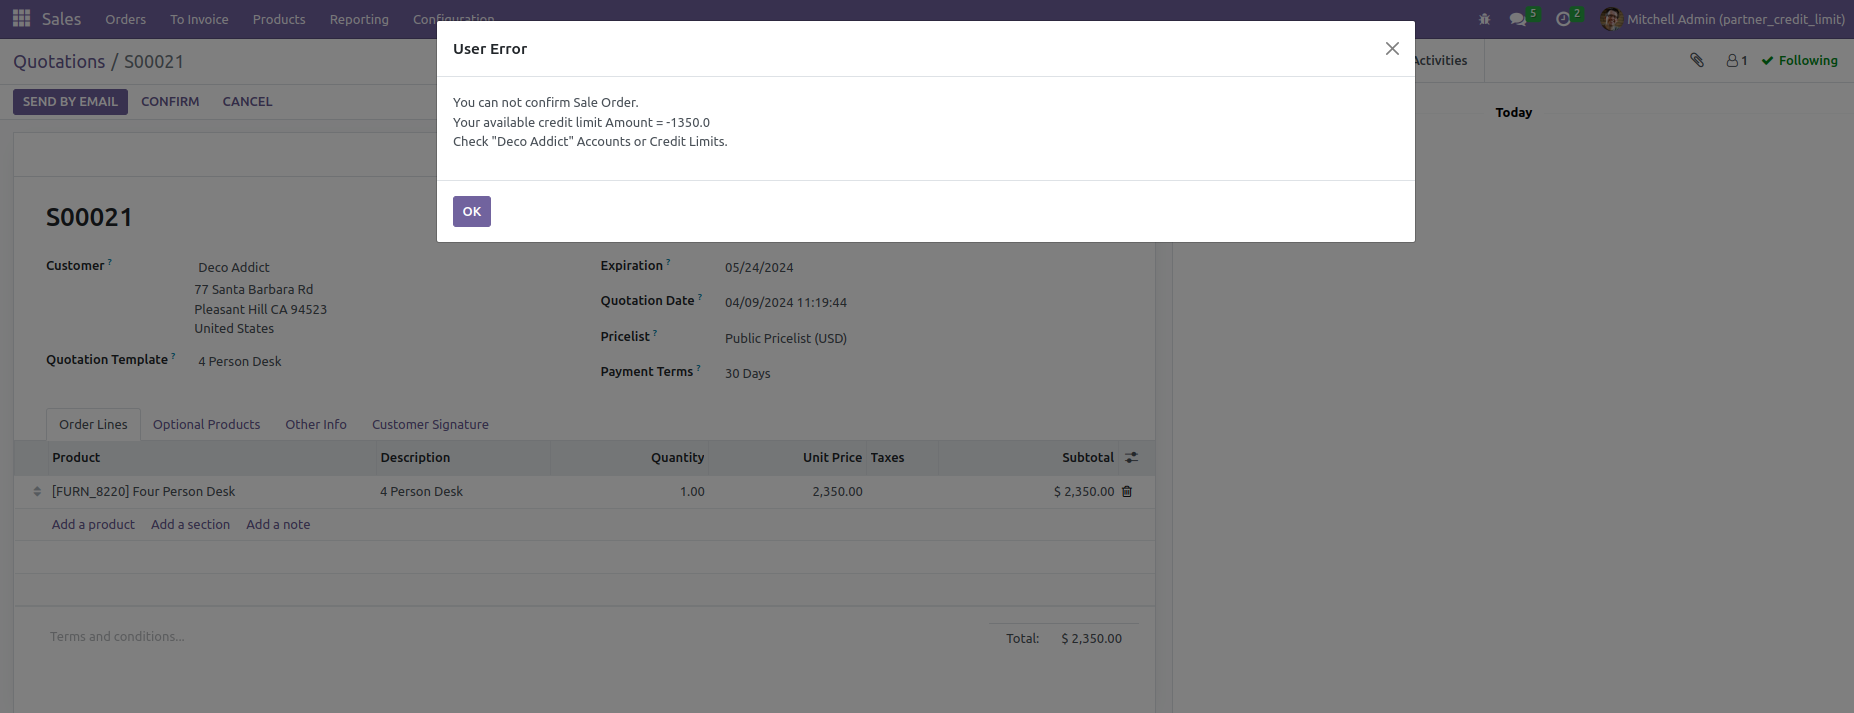 Sales Orders To Invoice Products Reporting Configuration 5 2 Mitchell Admin (partner_credit_limit)
Quotations / S00021
Activities 1 Following
SEND BY EMAIL CONFIRM CANCEL
User Error
You can not confirm Sale Order.
Your available credit limit Amount = -1350.0
Check "Deco Addict" Accounts or Credit Limits.
OK
Today
S00021
Customer ? Deco Addict
77 Santa Barbara Rd
Pleasant Hill CA 94523
United States
Quotation Template ? 4 Person Desk
Expiration ? 05/24/2024
Quotation Date ? 04/09/2024 11:19:44
Pricelist ? Public Pricelist (USD)
Payment Terms ? 30 Days
Order Lines Optional Products Other Info Customer Signature
Product Description Quantity Unit Price Taxes Subtotal
[FURN_8220] Four Person Desk 4 Person Desk 1.00 2,350.00 $ 2,350.00
Add a product Add a section Add a note
Terms and conditions...
Total: $ 2,350.00